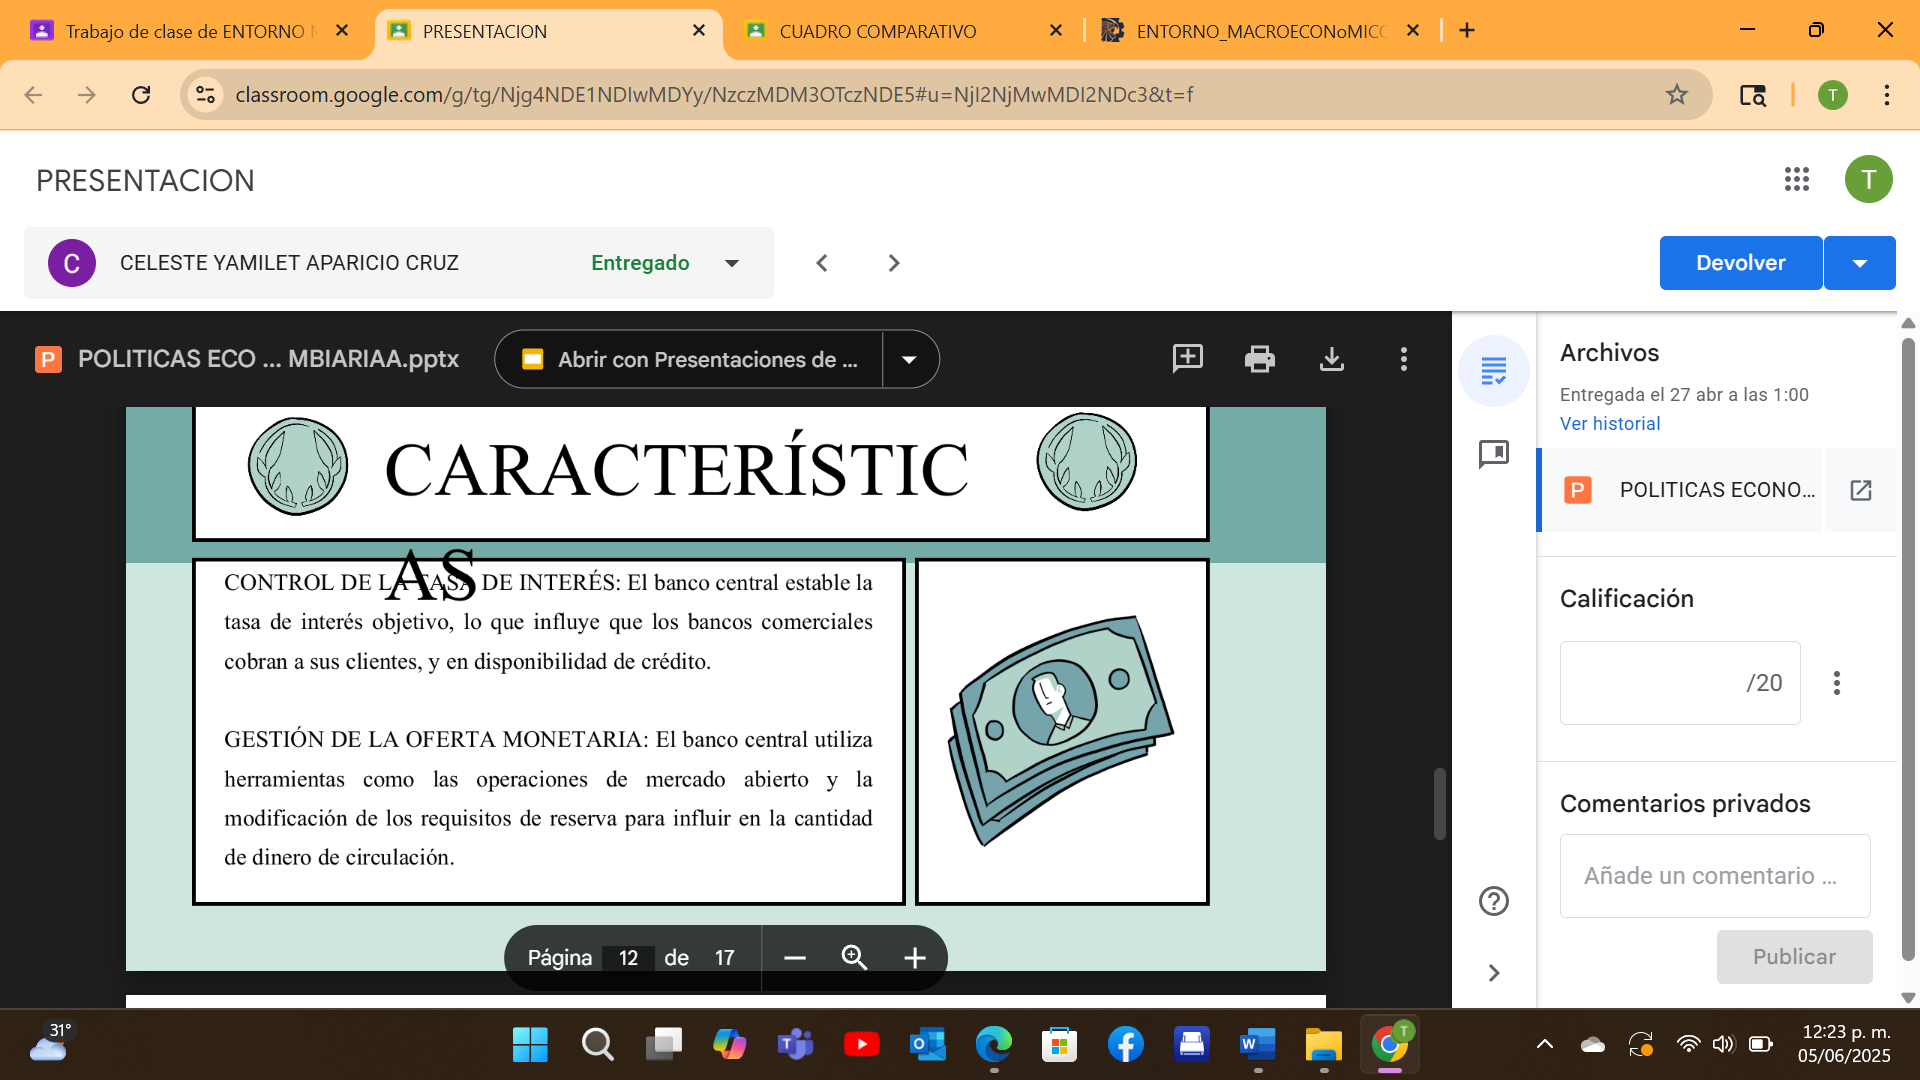 Trabajo de clase de ENTORNO
PRESENTACION
CUADRO COMPARATIVO
ENTORNO_MACROECONoMICO
classroom.google.com/g/tg/Njg4NDE1NDIwMDYy/NzczMDM3OTczNDE5#u=NjI2NjMwMDI2NDc3&t=f
T
PRESENTACION
T
C
CELESTE YAMILET APARICIO CRUZ
Entregado
Devolver
P
POLITICAS ECO ... MBIARIAA.pptx
Abrir con Presentaciones de ...
CARACTERÍSTIC
AS
CONTROL DE LA TASA DE INTERÉS: El banco central estable la
tasa de interés objetivo, lo que influye que los bancos comerciales
cobran a sus clientes, y en disponibilidad de crédito.
GESTIÓN DE LA OFERTA MONETARIA: El banco central utiliza
herramientas como las operaciones de mercado abierto y la
modificación de los requisitos de reserva para influir en la cantidad
de dinero de circulación.
Página 12 de 17
Archivos
Entregada el 27 abr a las 1:00
Ver historial
P
POLITICAS ECONO...
Calificación
/20
Comentarios privados
Añade un comentario ...
Publicar
31°
T
12:23 p. m.
05/06/2025